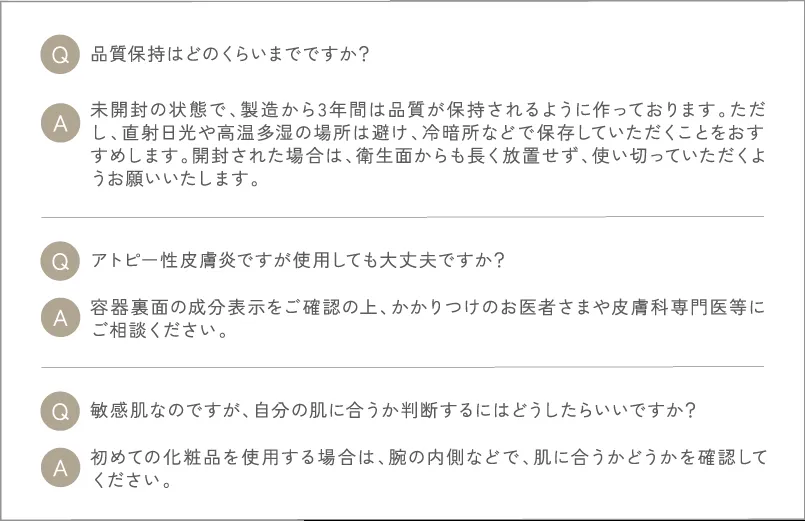 Q 品質保持はどのくらいまでですか？
A 未開封の状態で、製造から3年間は品質が保持されるように作っております。ただ
し、直射日光や高温多湿の場所は避け、冷暗所などで保存していただくことをおす
すめします。開封された場合は、衛生面からも長く放置せず、使い切っていただくよ
うお願いいたします。
Q アトピー性皮膚炎ですが使用しても大丈夫ですか？
A 容器裏面の成分表示をご確認の上、かかりつけのお医者さまや皮膚科専門医等に
ご相談ください。
Q 敏感肌なのですが、自分の肌に合うか判断するにはどうしたらいいですか？
A 初めての化粧品を使用する場合は、腕の内側などで、肌に合うかどうかを確認して
ください。